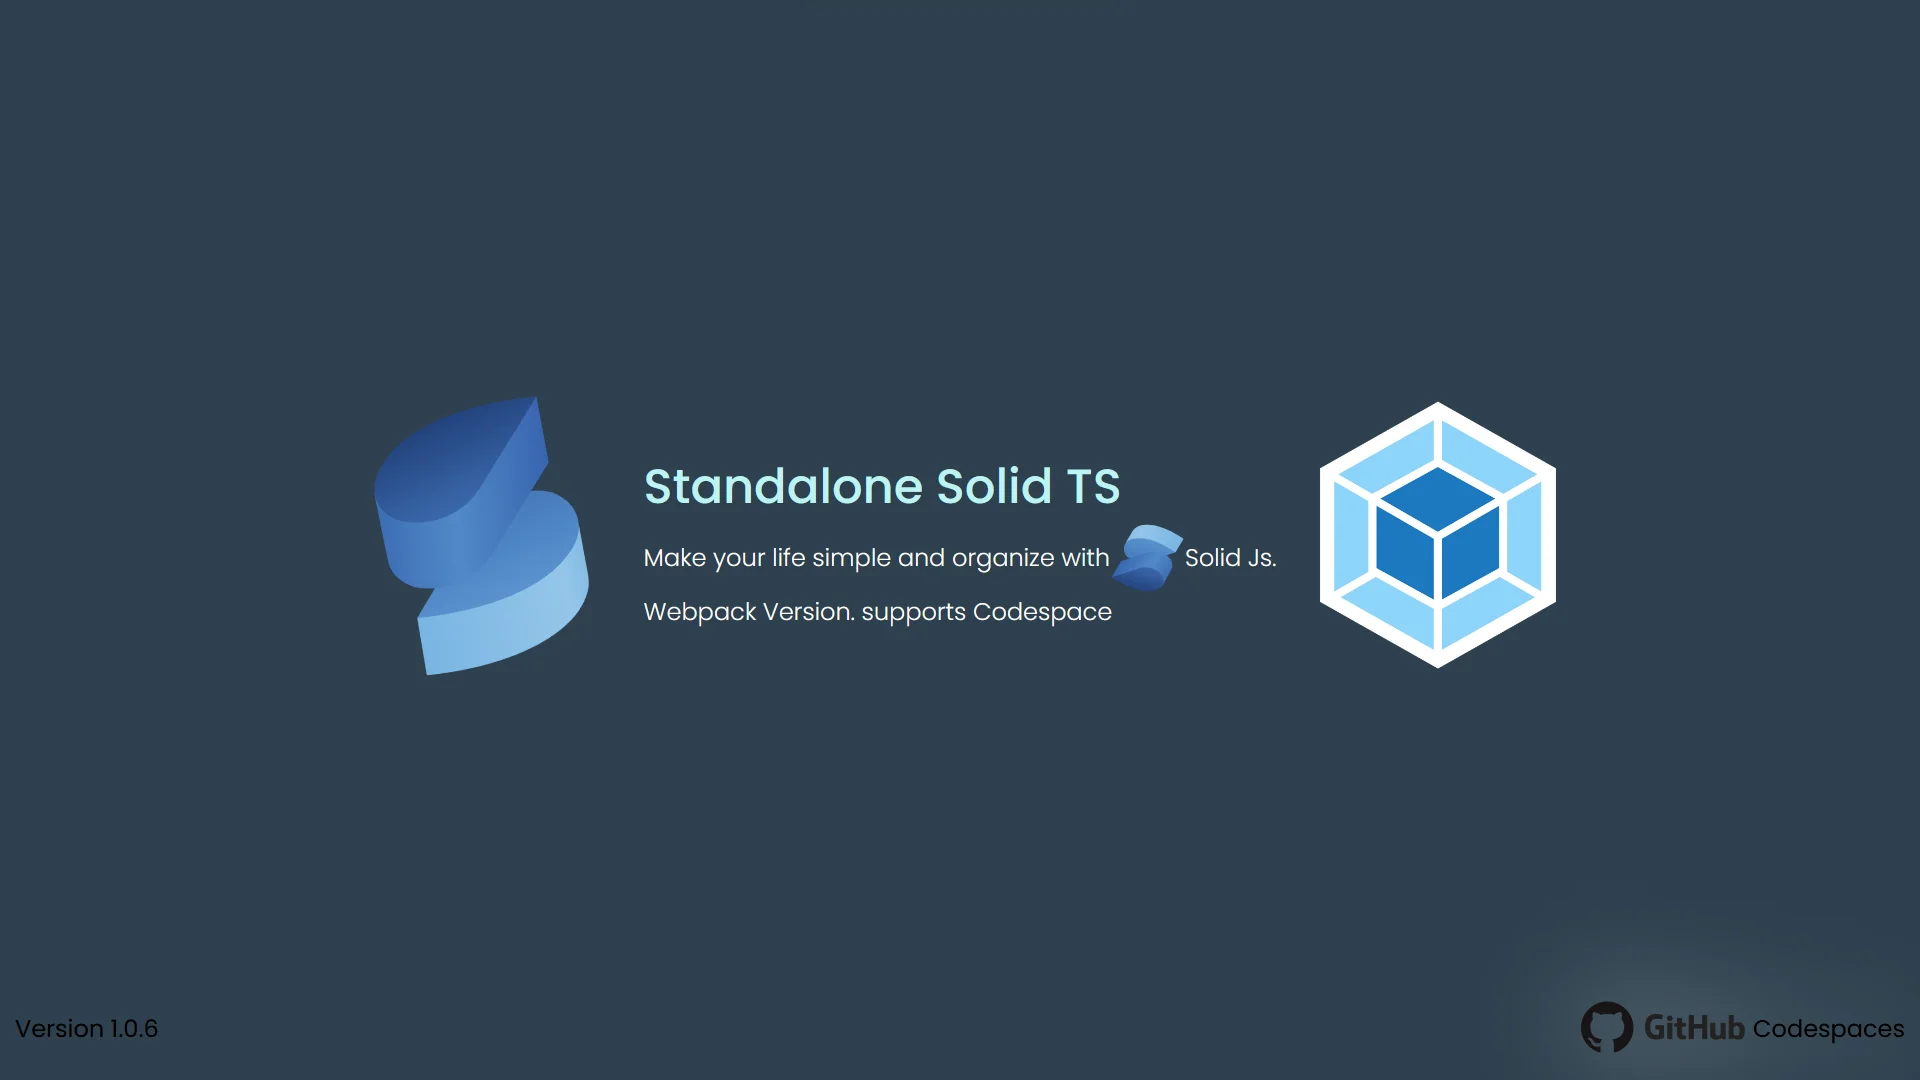 Standalone Solid TS
Make your life simple and organize with Solid Js.
Webpack Version. supports Codespace
Version 1.0.6
GitHub Codespaces